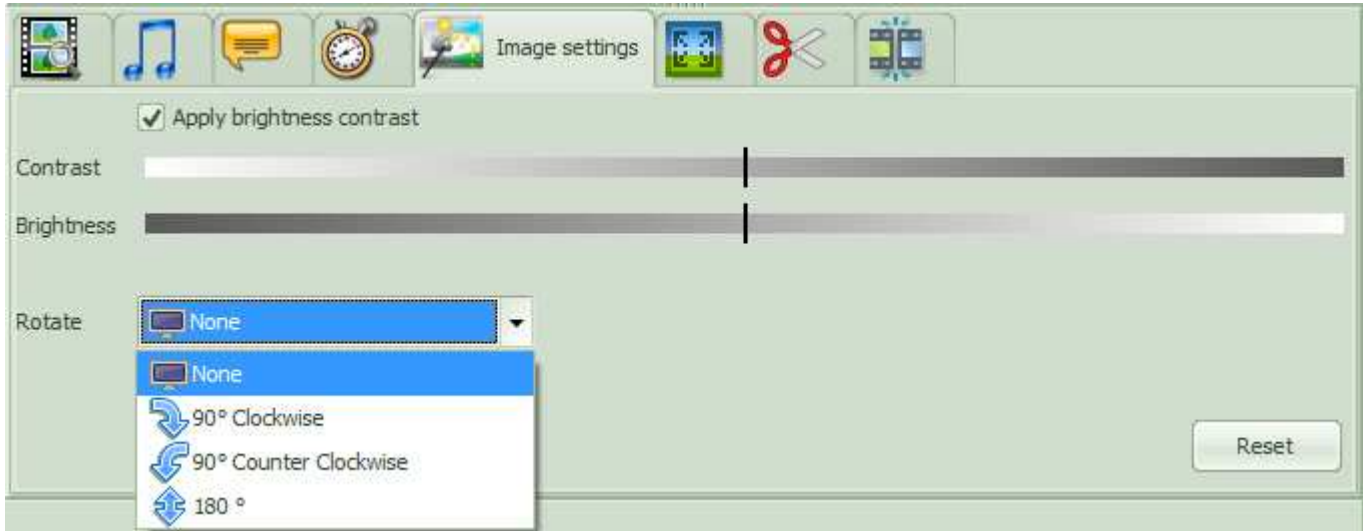 Image settings
Apply brightness contrast
Contrast
Brightness
Rotate
None
None
90° Clockwise
90° Counter Clockwise
180 °
Reset